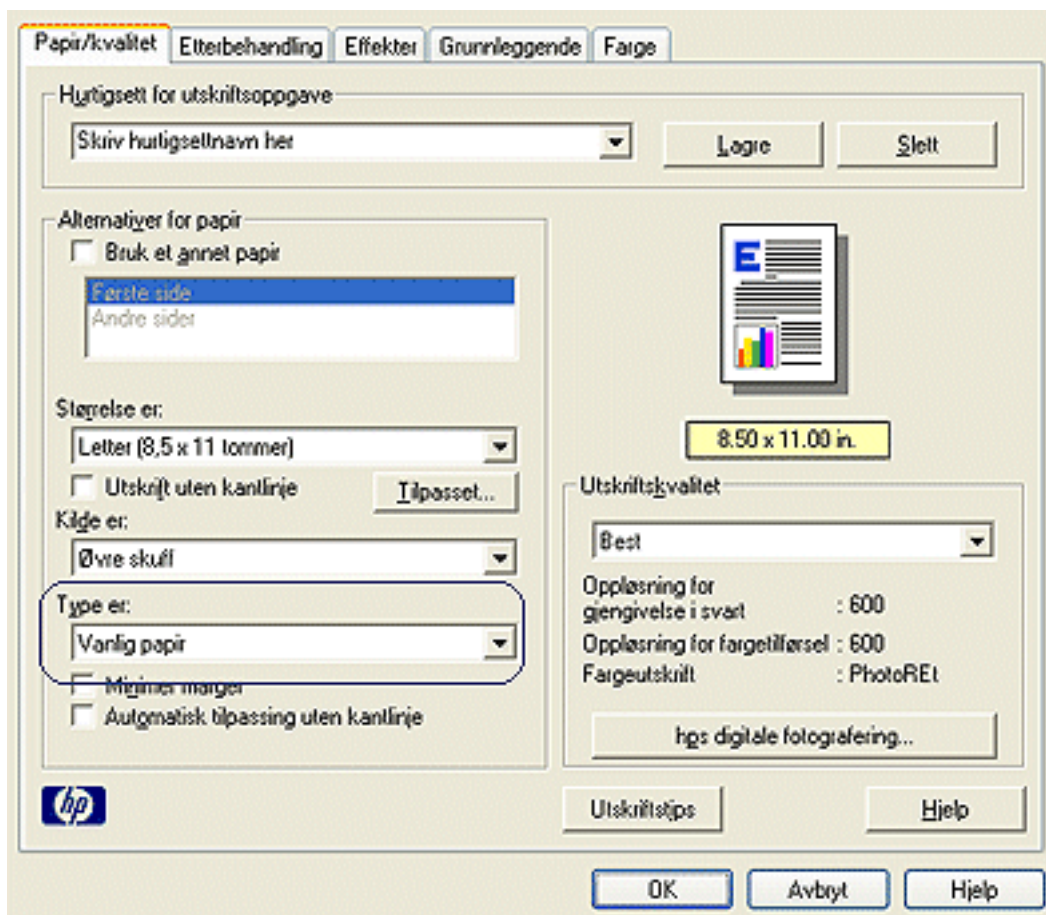 Papir/kvalitet Etterbehandling Effekter Grunnleggende Farge
Hurtigsett for utskriftsoppgave
Skriv hurtigsettnavn her Lagre Slett
Alternativer for papir
Bruk et annet papir
Første side
Andre sider
E
Størrelse er:
Letter (8,5 x 11 tommer)
8.50 x 11.00 in.
Utskrift uten kantlinje Tilpasset...
Kilde er:
Øvre skuff
Type er:
Vanlig papir
Minimer marger
Automatisk tilpassing uten kantlinje
Utskriftskvalitet
Best
Oppløsning for
gjengivelse i svart : 600
Oppløsning for fargetilførsel : 600
Fargeutskrift : PhotoREt
hps digitale fotografering...
hp
Utskriftstips Hjelp
OK Avbryt Hjelp